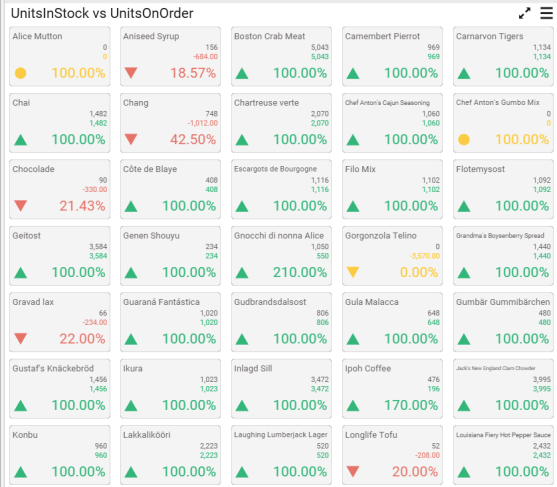 UnitsInStock vs UnitsOnOrder
Alice Mutton
0
0
100.00%
Aniseed Syrup
156
-684.00
18.57%
Boston Crab Meat
5,043
5,043
100.00%
Camembert Pierrot
969
969
100.00%
Carnarvon Tigers
1,134
1,134
100.00%
Chai
1,482
1,482
100.00%
Chang
748
-1,012.00
42.50%
Chartreuse verte
2,070
2,070
100.00%
Chef Anton's Cajun Seasoning
1,060
1,060
100.00%
Chef Anton's Gumbo Mix
0
0
100.00%
Chocolade
90
-330.00
21.43%
Côte de Blaye
408
408
100.00%
Escargots de Bourgogne
1,116
1,116
100.00%
Filo Mix
1,102
1,102
100.00%
Flotemysost
1,092
1,092
100.00%
Geitost
3,584
3,584
100.00%
Genen Shouyu
234
234
100.00%
Gnocchi di nonna Alice
1,050
550
210.00%
Gorgonzola Telino
0
-3,570.00
0.00%
Grandma's Boysenberry Spread
1,440
1,440
100.00%
Gravad lax
66
-234.00
22.00%
Guaraná Fantástica
1,020
1,020
100.00%
Gudbrandsdalsost
806
806
100.00%
Gula Malacca
648
648
100.00%
Gumbär Gummibärchen
480
480
100.00%
Gustaf's Knäckebröd
1,456
1,456
100.00%
Ikura
1,023
1,023
100.00%
Inlagd Sill
3,472
3,472
100.00%
Ipoh Coffee
476
196
170.00%
Jack's New England Clam Chowder
3,995
3,995
100.00%
Konbu
960
960
100.00%
Lakkalikööri
2,223
2,223
100.00%
Laughing Lumberjack Lager
520
520
100.00%
Longlife Tofu
52
-208.00
20.00%
Louisiana Fiery Hot Pepper Sauce
2,432
2,432
100.00%